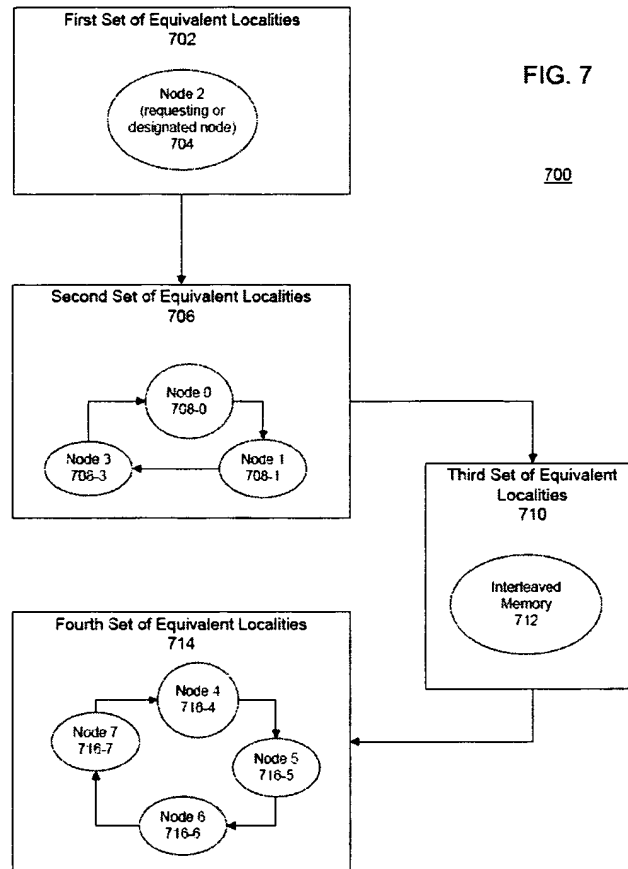 First Set of Equivalent Localities
702
Node 2
(requesting or
designated node)
704
FIG. 7
700
Second Set of Equivalent Localities
706
Node 0
708-0
Node 3
708-3
Node 1
708-1
Third Set of Equivalent
Localities
710
Interleaved
Memory
712
Fourth Set of Equivalent Localities
714
Node 4
716-4
Node 7
716-7
Node 5
716-5
Node 6
716-6